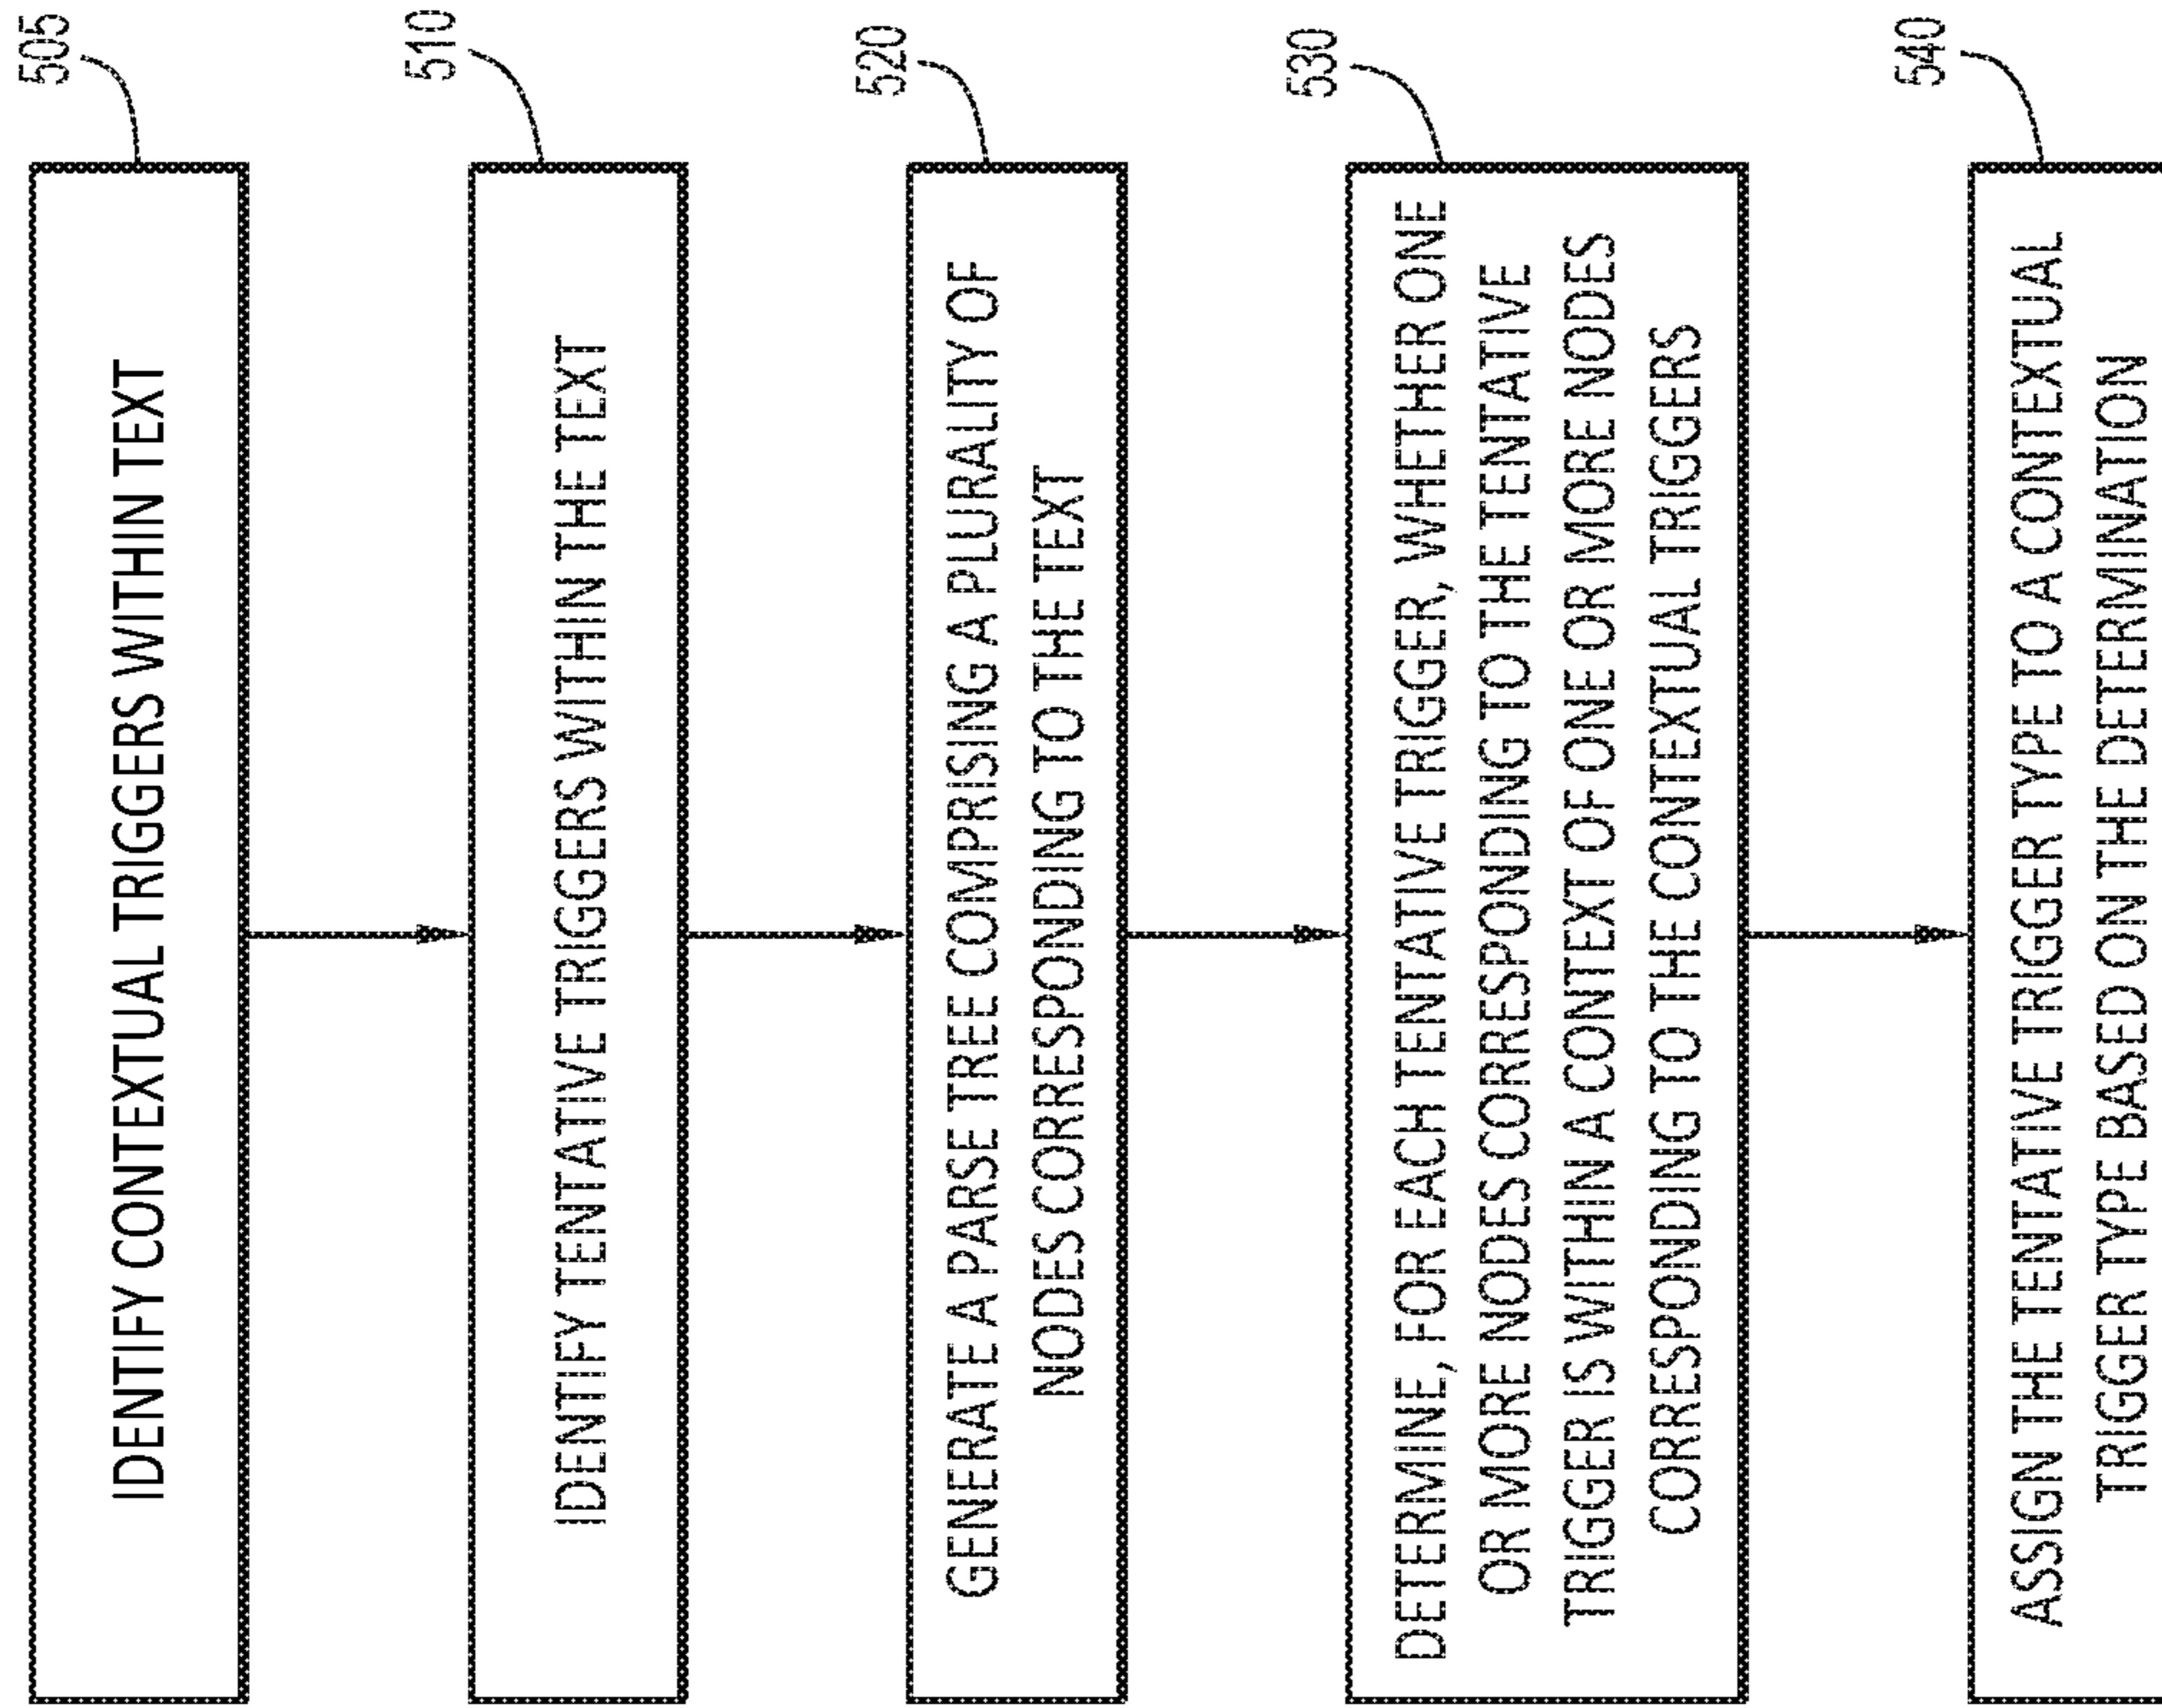 505
IDENTIFY CONTEXTUAL TRIGGERS WITHIN TEXT
510
IDENTIFY TENTATIVE TRIGGERS WITHIN THE TEXT
520
GENERATE A PARSE TREE COMPRISING A PLURALITY OF
NODES CORRESPONDING TO THE TEXT
530
DETERMINE, FOR EACH TENTATIVE TRIGGER, WHETHER ONE
OR MORE NODES CORRESPONDING TO THE TENTATIVE
TRIGGER IS WITHIN A CONTEXT OF ONE OR MORE NODES
CORRESPONDING TO THE CONTEXTUAL TRIGGERS
540
ASSIGN THE TENTATIVE TRIGGER TYPE TO A CONTEXTUAL
TRIGGER TYPE BASED ON THE DETERMINATION